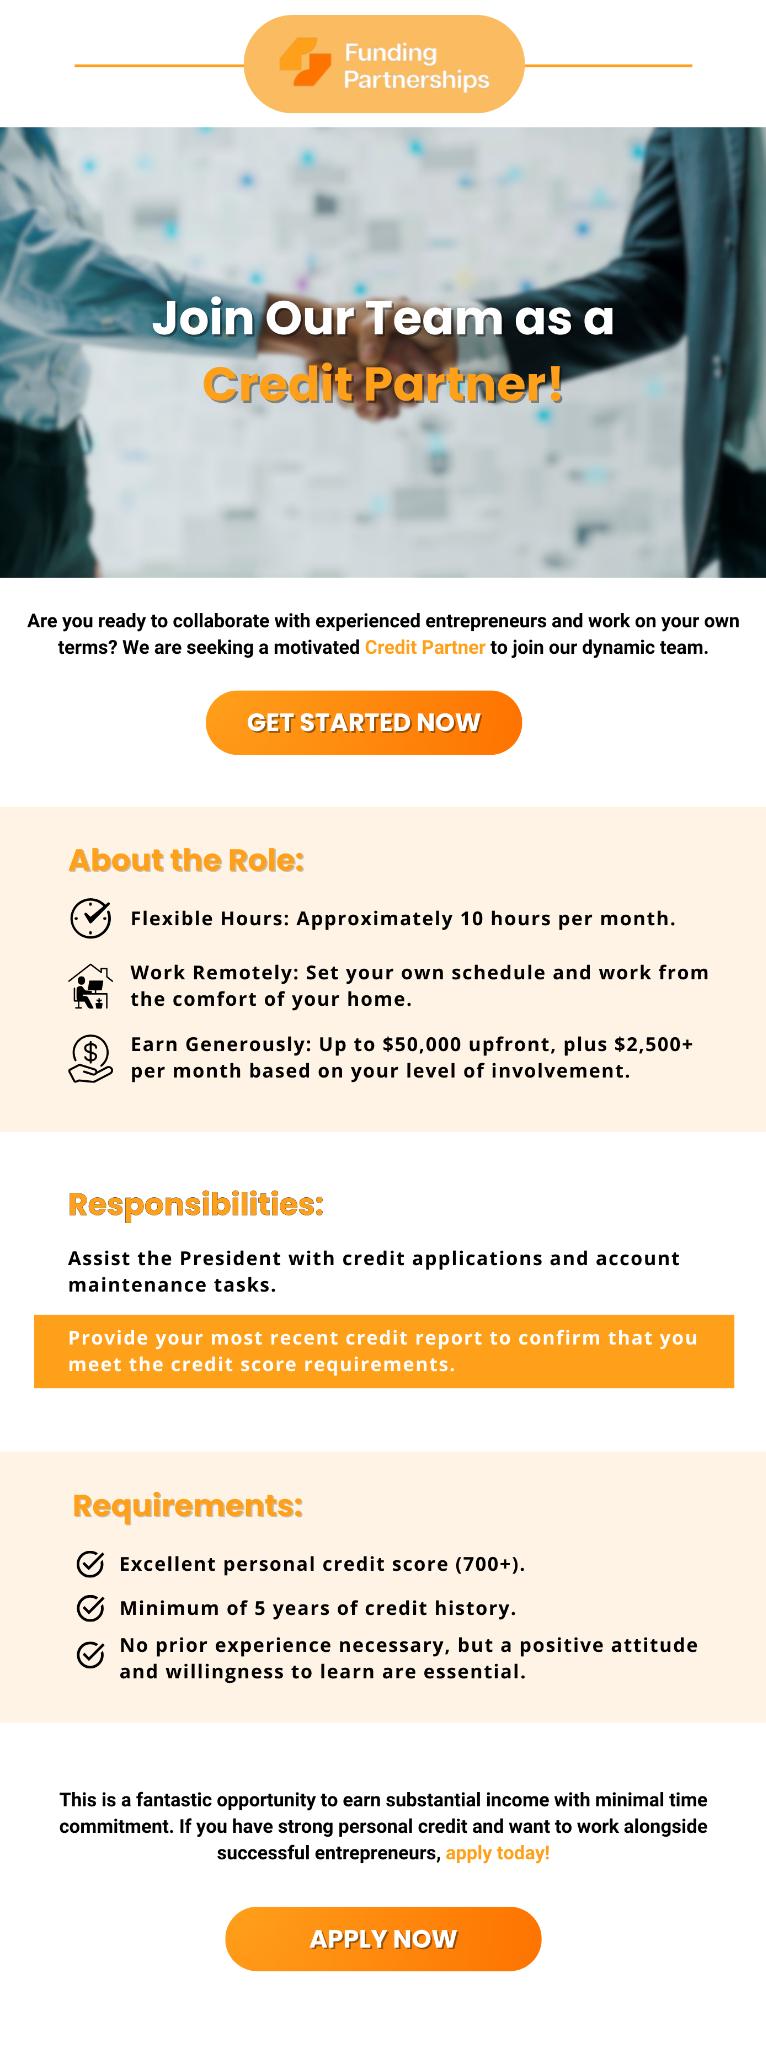 Funding
Partnerships
Join Our Team as a
Credit Partner!
Are you ready to collaborate with experienced entrepreneurs and work on your own
terms? We are seeking a motivated Credit Partner to join our dynamic team.
GET STARTED NOW
About the Role:
Flexible Hours: Approximately 10 hours per month.
Work Remotely: Set your own schedule and work from
the comfort of your home.
Earn Generously: Up to $50,000 upfront, plus $2,500+
per month based on your level of involvement.
Responsibilities:
Assist the President with credit applications and account
maintenance tasks.
Provide your most recent credit report to confirm that you
meet the credit score requirements.
Requirements:
Excellent personal credit score (700+).
Minimum of 5 years of credit history.
No prior experience necessary, but a positive attitude
and willingness to learn are essential.
This is a fantastic opportunity to earn substantial income with minimal time
commitment. If you have strong personal credit and want to work alongside
successful entrepreneurs, apply today!
APPLY NOW